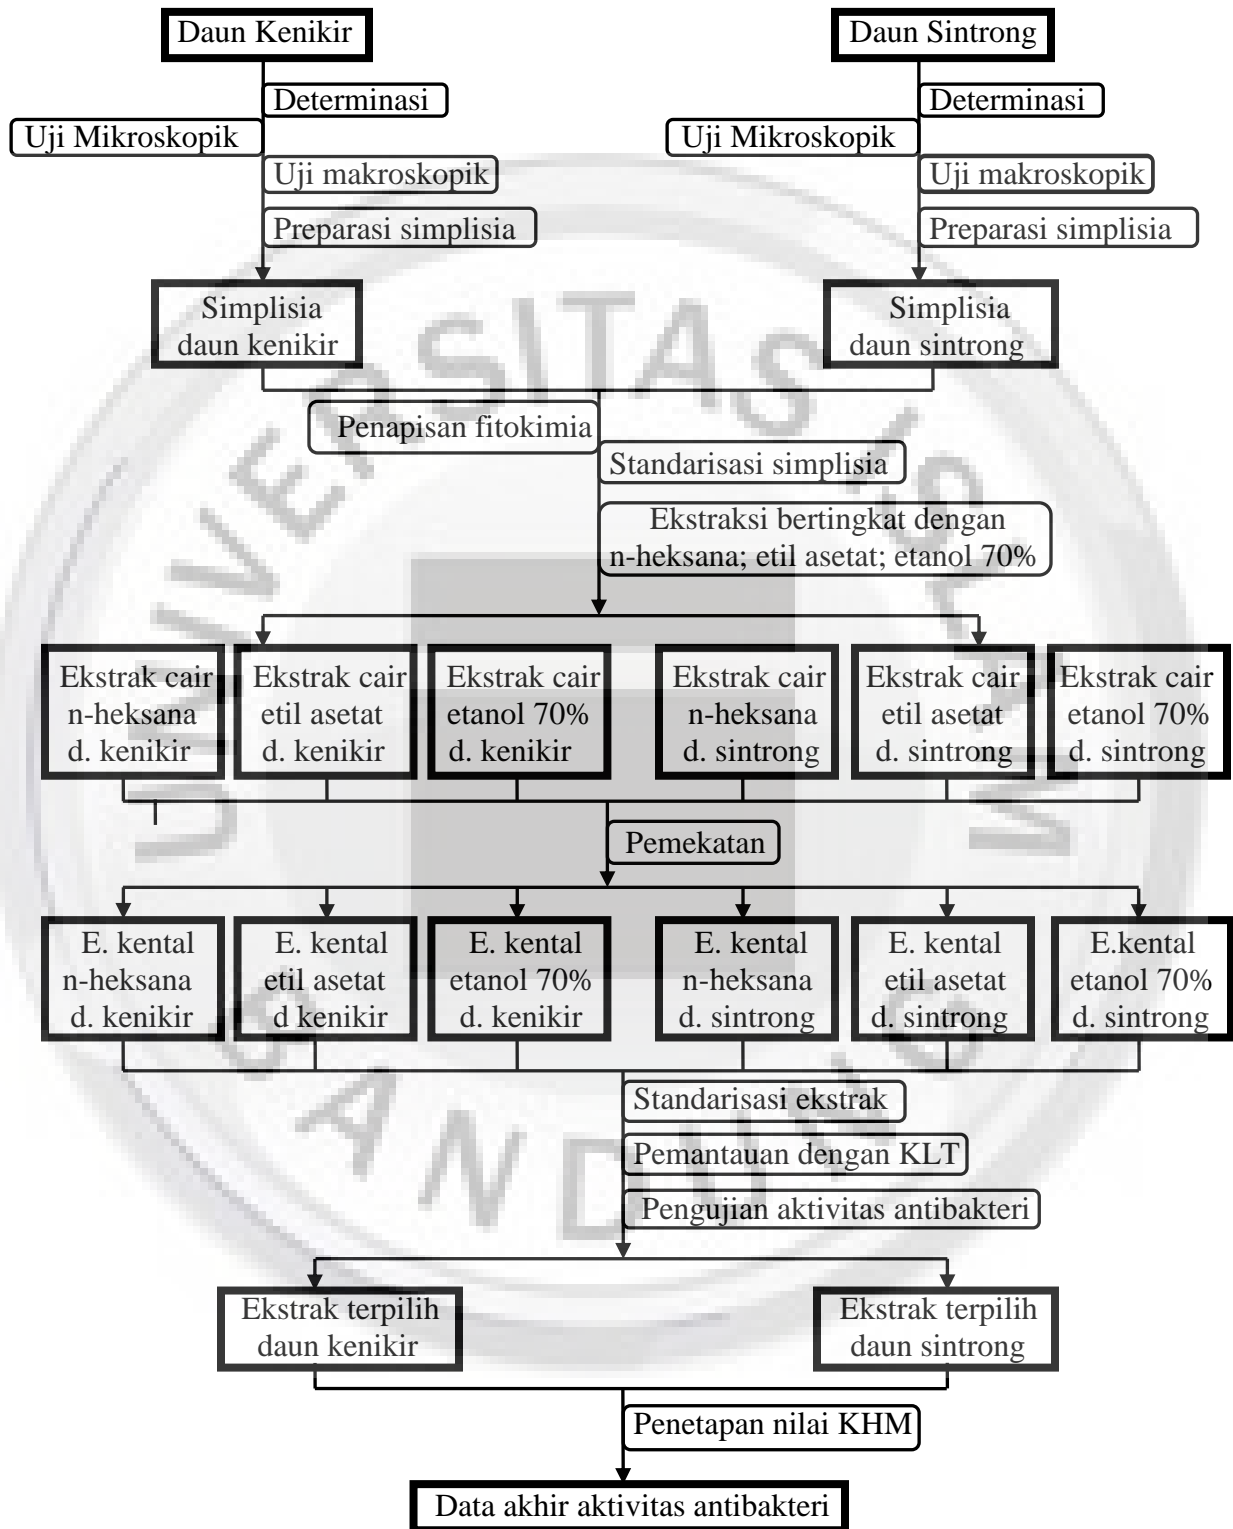 Daun Kenikir
Daun Sintrong
Determinasi
Determinasi
Uji Mikroskopik
Uji Mikroskopik
Uji makroskopik
Uji makroskopik
Preparasi simplisia
Preparasi simplisia
Simplisia
daun kenikir
Simplisia
daun sintrong
Penapisan fitokimia
Standarisasi simplisia
Ekstraksi bertingkat dengan
n-heksana; etil asetat; etanol 70%
Ekstrak cair
n-heksana
d. kenikir
Ekstrak cair
etil asetat
d. kenikir
Ekstrak cair
etanol 70%
d. kenikir
Ekstrak cair
n-heksana
d. sintrong
Ekstrak cair
etil asetat
d. sintrong
Ekstrak cair
etanol 70%
d. sintrong
Pemekatan
E. kental
n-heksana
d. kenikir
E. kental
etil asetat
d kenikir
E. kental
etanol 70%
d. kenikir
E. kental
n-heksana
d. sintrong
E. kental
etil asetat
d. sintrong
E.kental
etanol 70%
d. sintrong
Standarisasi ekstrak
Pemantauan dengan KLT
Pengujian aktivitas antibakteri
Ekstrak terpilih
daun kenikir
Ekstrak terpilih
daun sintrong
Penetapan nilai KHM
Data akhir aktivitas antibakteri
UNIVERSITAS ISLAM
BANDUNG